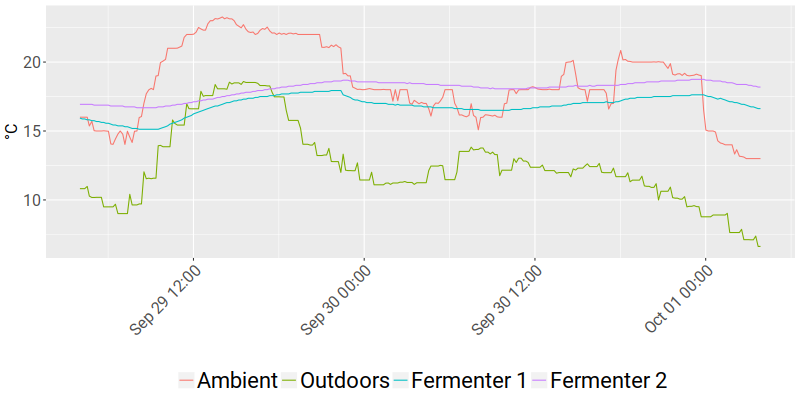 °C
20
15
10
Sep 29 12:00
Sep 30 00:00
Sep 30 12:00
Oct 01 00:00
Ambient Outdoors Fermenter 1 Fermenter 2